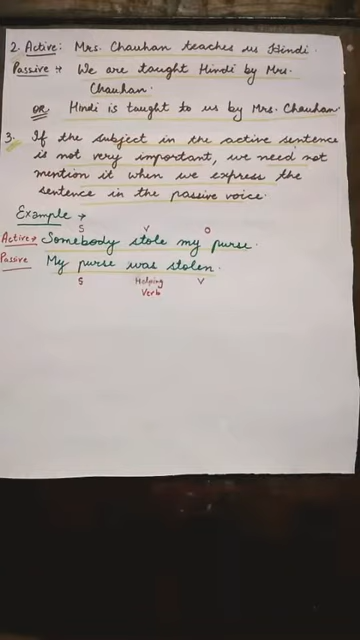 2. Active: Mrs. Chauhan teaches us Hindi.
Passive: We are taught Hindi by Mrs.
Chauhan.
OR Hindi is taught to us by Mrs. Chauhan.
3. If the subject in the active sentence
is not very important, we need not
mention it when we express the
sentence in the passive voice.
Example →
S V O
Active → Somebody stole my purse.
Passive My purse was stolen.
S Helping V
Verb